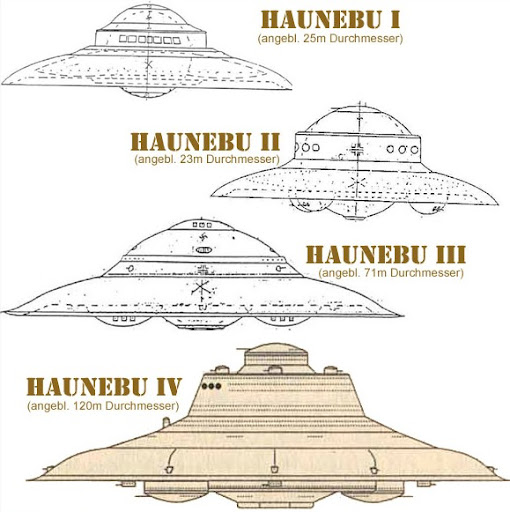 HAUNEBU I
(angebl. 25m Durchmesser)
HAUNEBU II
(angebl. 23m Durchmesser)
HAUNEBU III
(angebl. 71m Durchmesser)
HAUNEBU IV
(angebl. 120m Durchmesser)